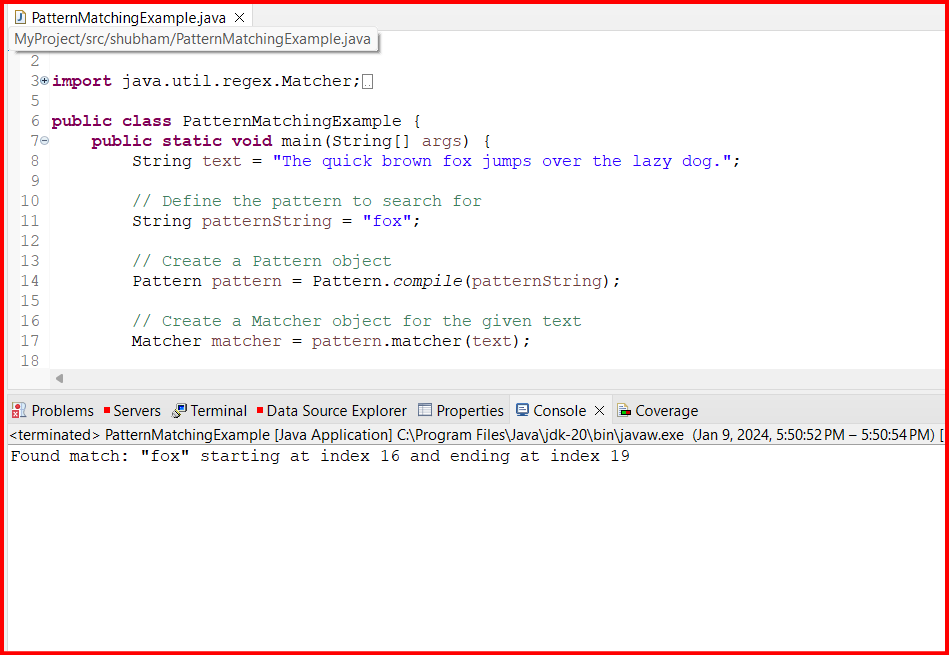 PatternMatchingExample.java
MyProject/src/shubham/PatternMatchingExample.java
2
3 import java.util.regex.Matcher;
5
6 public class PatternMatchingExample {
7 public static void main(String[] args) {
8 String text = "The quick brown fox jumps over the lazy dog.";
9
10 // Define the pattern to search for
11 String patternString = "fox";
12
13 // Create a Pattern object
14 Pattern pattern = Pattern.compile(patternString);
15
16 // Create a Matcher object for the given text
17 Matcher matcher = pattern.matcher(text);
18
Problems Servers Terminal Data Source Explorer Properties Console Coverage
<terminated> PatternMatchingExample [Java Application] C:\Program Files\Java\jdk-20\bin\javaw.exe (Jan 9, 2024, 5:50:52 PM – 5:50:54 PM) [
Found match: "fox" starting at index 16 and ending at index 19